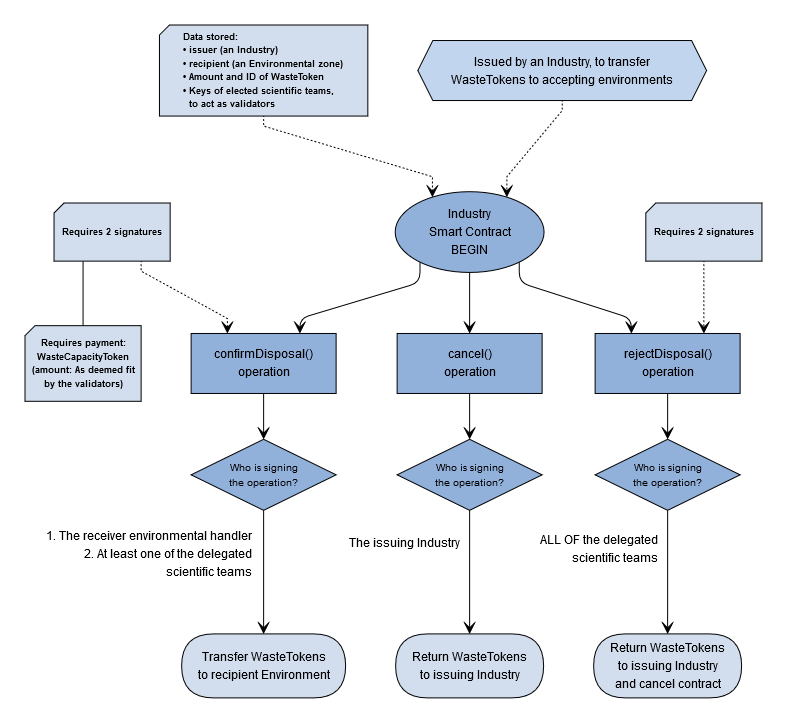 Data stored:
• issuer (an Industry)
• recipient (an Environmental zone)
• Amount and ID of WasteToken
• Keys of elected scientific teams,
to act as validators
Issued by an Industry, to transfer
WasteTokens to accepting environments
Industry
Smart Contract
BEGIN
Requires 2 signatures
Requires 2 signatures
Requires payment:
WasteCapacityToken
(amount: As deemed fit
by the validators)
confirmDisposal()
operation
cancel()
operation
rejectDisposal()
operation
Who is signing
the operation?
Who is signing
the operation?
Who is signing
the operation?
1. The receiver environmental handler
2. At least one of the delegated
scientific teams
The issuing Industry
ALL OF the delegated
scientific teams
Transfer WasteTokens
to recipient Environment
Return WasteTokens
to issuing Industry
Return WasteTokens
to issuing Industry
and cancel contract